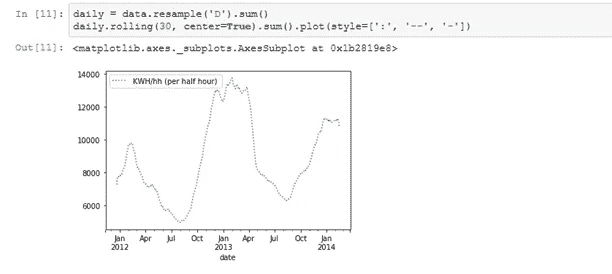 In [11]: daily = data.resample('D').sum()
daily.rolling(30, center=True).sum().plot(style=[':', '--', '-'])
Out[11]: <matplotlib.axes._subplots.AxesSubplot at 0x1b2819e8>
14000
KWH/hh (per half hour)
12000
10000
8000
6000
Jan Apr Jul Oct Jan Apr Jul Oct Jan
2012 2013 2014
date